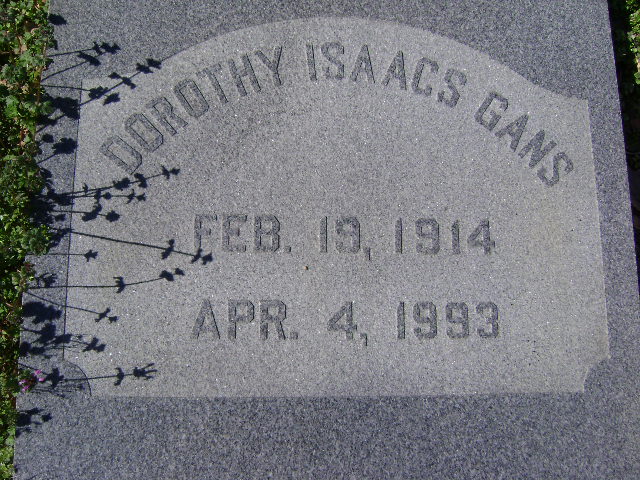 DOROTHY ISAACS GANS
FEB. 19, 1914
APR. 4, 1993